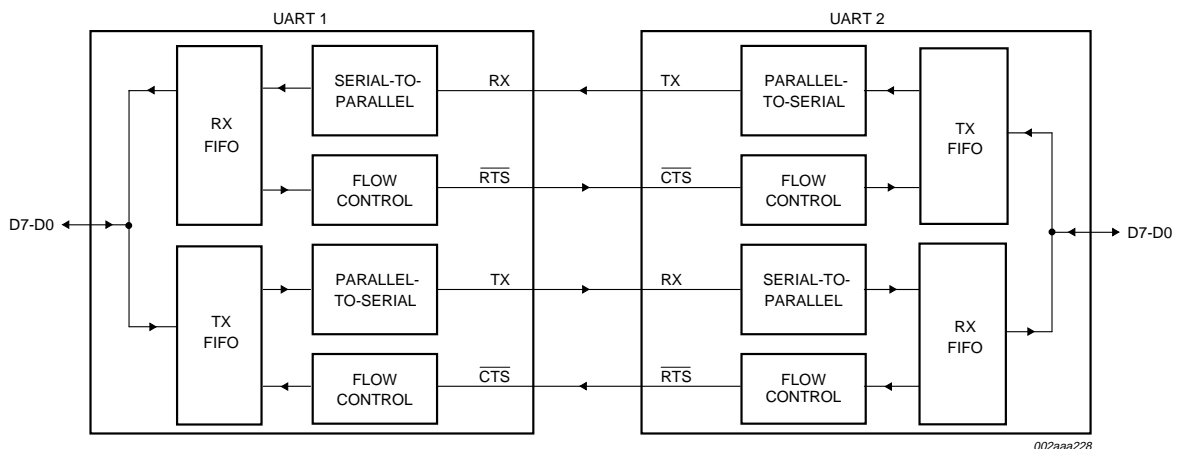 UART 1
UART 2
SERIAL-TO-
PARALLEL
RX
TX
PARALLEL-
TO-SERIAL
RX
FIFO
TX
FIFO
FLOW
CONTROL
RTS
CTS
FLOW
CONTROL
D7-D0
D7-D0
PARALLEL-
TO-SERIAL
TX
RX
SERIAL-TO-
PARALLEL
TX
FIFO
RX
FIFO
FLOW
CONTROL
CTS
RTS
FLOW
CONTROL
002aaa228